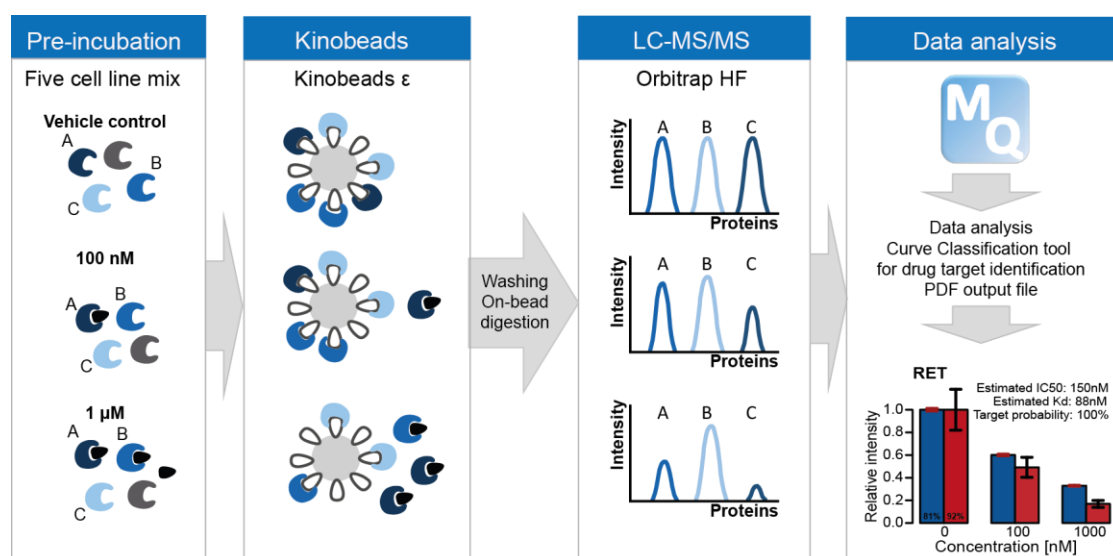 Pre-incubation
Five cell line mix
Vehicle control
A
B
C
100 nM
A
B
C
1 µM
A
B
C
Kinobeads
Kinobeads ε
Washing
On-bead
digestion
LC-MS/MS
Orbitrap HF
Intensity
A B C
Proteins
Intensity
A B C
Proteins
Intensity
A B C
Proteins
Data analysis
M
Q
Data analysis
Curve Classification tool
for drug target identification
PDF output file
RET
Estimated IC50: 150nM
Estimated Kd: 88nM
Target probability: 100%
Relative intensity
1.0
0.8
0.6
0.4
0.2
0.0
81% 92%
0 100 1000
Concentration [nM]